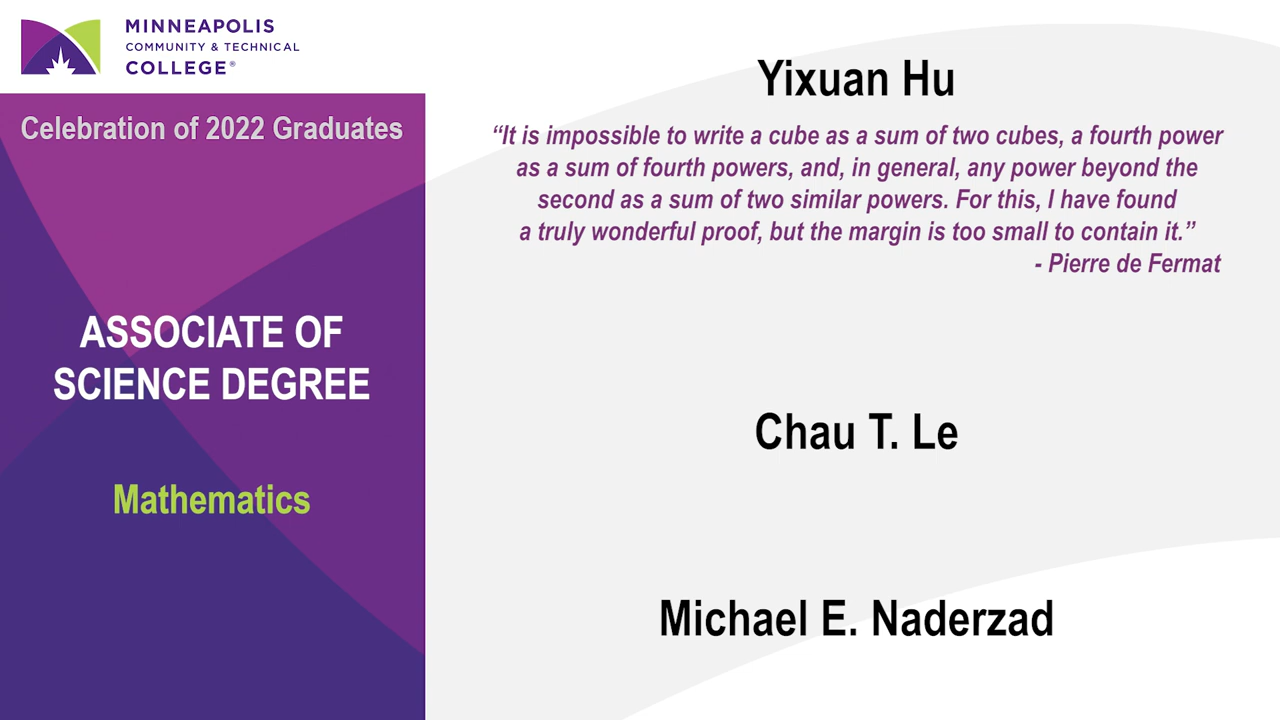 MINNEAPOLIS
COMMUNITY & TECHNICAL
COLLEGE®
Celebration of 2022 Graduates
ASSOCIATE OF
SCIENCE DEGREE
Mathematics
Yixuan Hu
“It is impossible to write a cube as a sum of two cubes, a fourth power
as a sum of fourth powers, and, in general, any power beyond the
second as a sum of two similar powers. For this, I have found
a truly wonderful proof, but the margin is too small to contain it.”
- Pierre de Fermat
Chau T. Le
Michael E. Naderzad